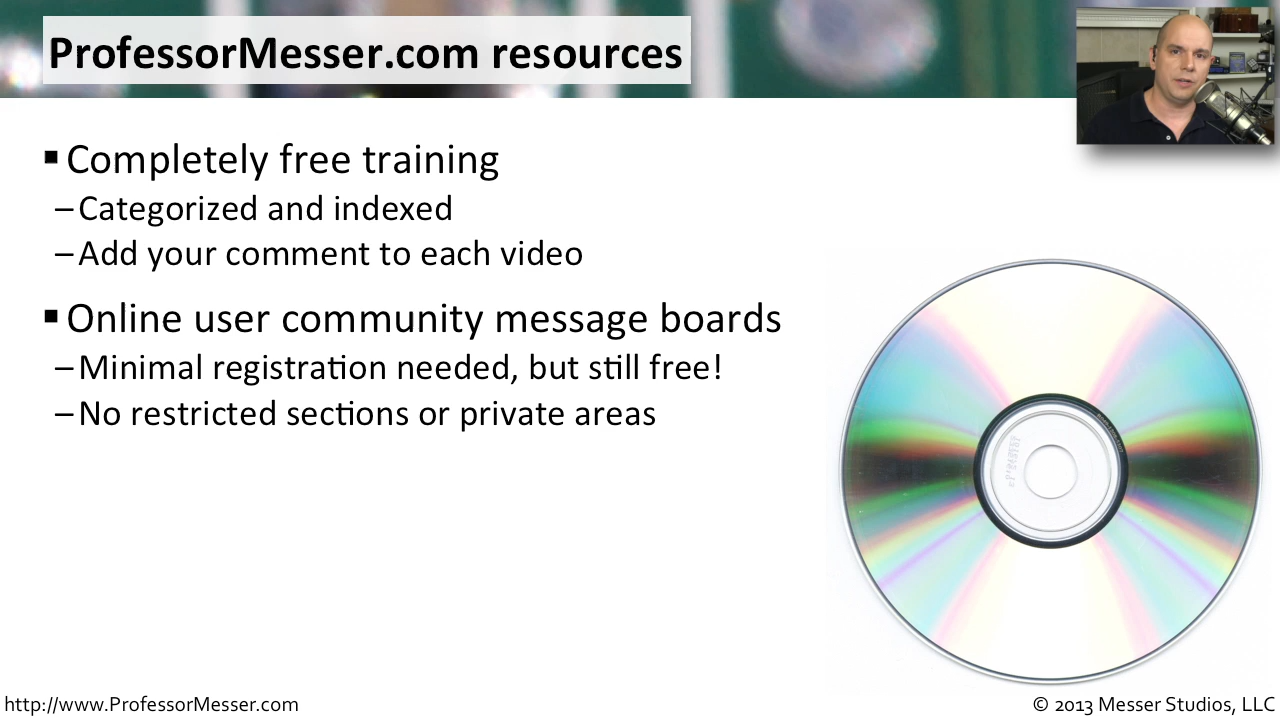 ProfessorMesser.com resources
▪ Completely free training
– Categorized and indexed
– Add your comment to each video
▪ Online user community message boards
– Minimal registration needed, but still free!
– No restricted sections or private areas
http://www.ProfessorMesser.com
© 2013 Messer Studios, LLC